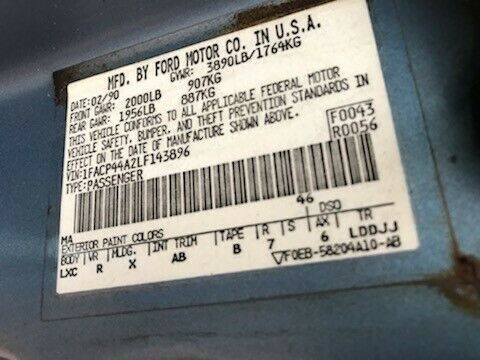 MFD. BY FORD MOTOR CO. IN U.S.A.
DATE: 02/90 GVWR: 3890LB/1764KG
FRONT GAWR: 2000LB 907KG
REAR GAWR: 1956LB 887KG
THIS VEHICLE CONFORMS TO ALL APPLICABLE FEDERAL MOTOR
VEHICLE SAFETY, BUMPER, AND THEFT PREVENTION STANDARDS IN
EFFECT ON THE DATE OF MANUFACTURE SHOWN ABOVE.
1FACP44A2LF143896 F0043
TYPE: PASSENGER R0056
46
MA DSO
EXTERIOR PAINT COLORS
BODY VR MLDG. INT TRIM TAPE R S AX TR
LXC R X AB B 7 6 LDDJJ
F0EB-58204A10-AB